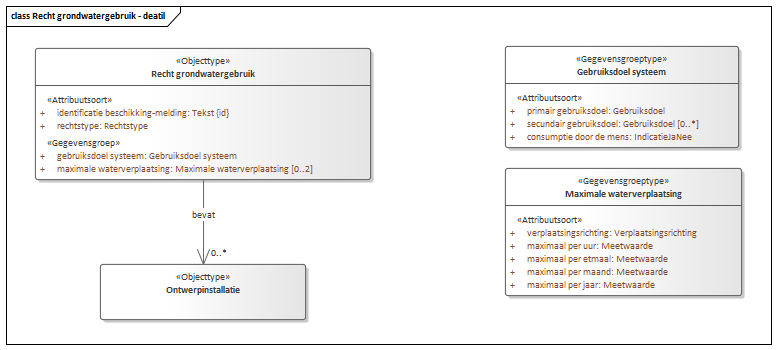 class Recht grondwatergebruik - deatil
«Objecttype»
Recht grondwatergebruik
«Attribuutsoort»
+ identificatie beschikking-melding: Tekst {id}
+ rechtstype: Rechtstype
«Gegevensgroep»
+ gebruiksdoel systeem: Gebruiksdoel systeem
+ maximale waterverplaatsing: Maximale waterverplaatsing [0..2]
bevat
0..*
«Objecttype»
Ontwerpinstallatie
«Gegevensgroeptype»
Gebruiksdoel systeem
«Attribuutsoort»
+ primair gebruiksdoel: Gebruiksdoel
+ secundair gebruiksdoel: Gebruiksdoel [0..*]
+ consumptie door de mens: IndicatieJaNee
«Gegevensgroeptype»
Maximale waterverplaatsing
«Attribuutsoort»
+ verplaatsingsrichting: Verplaatsingsrichting
+ maximaal per uur: Meetwaarde
+ maximaal per etmaal: Meetwaarde
+ maximaal per maand: Meetwaarde
+ maximaal per jaar: Meetwaarde